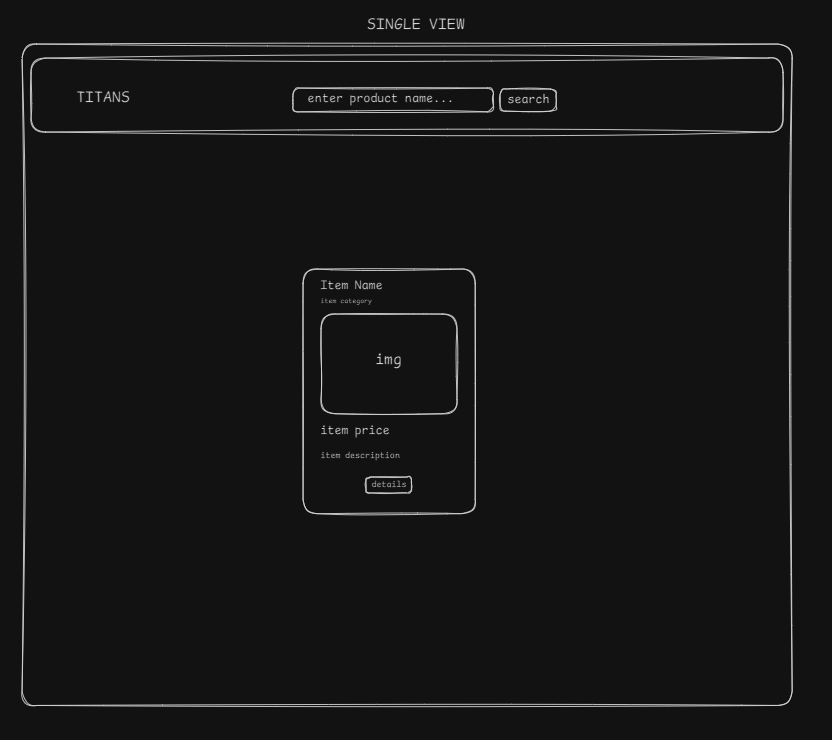 SINGLE VIEW
TITANS
enter product name...
search
Item Name
item category
img
item price
item description
details